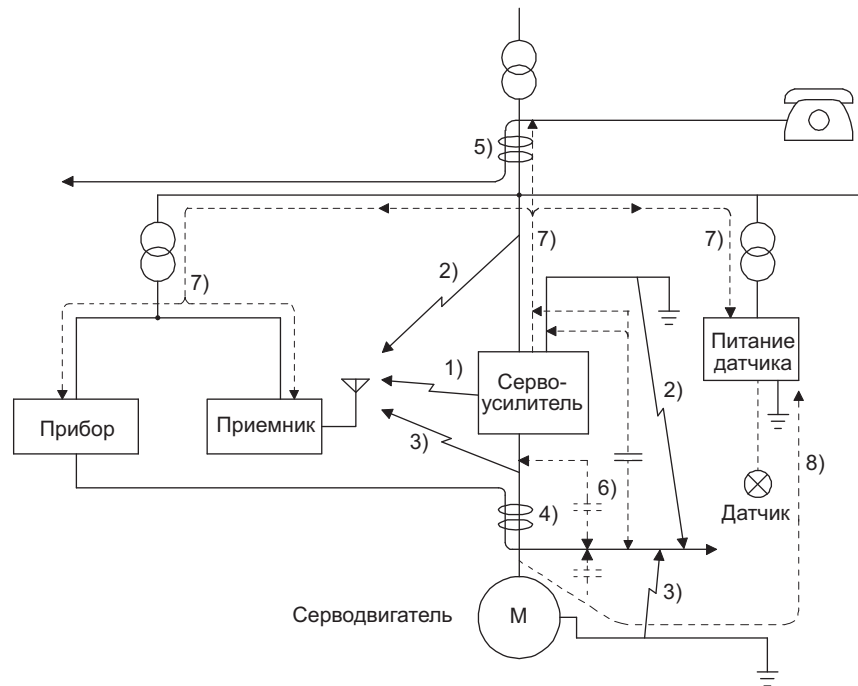 5)
7)
7)
2)
7)
1)
Серво-
усилитель
Питание
датчика
2)
Прибор
Приемник
3)
6)
8)
4)
Датчик
3)
Серводвигатель
М